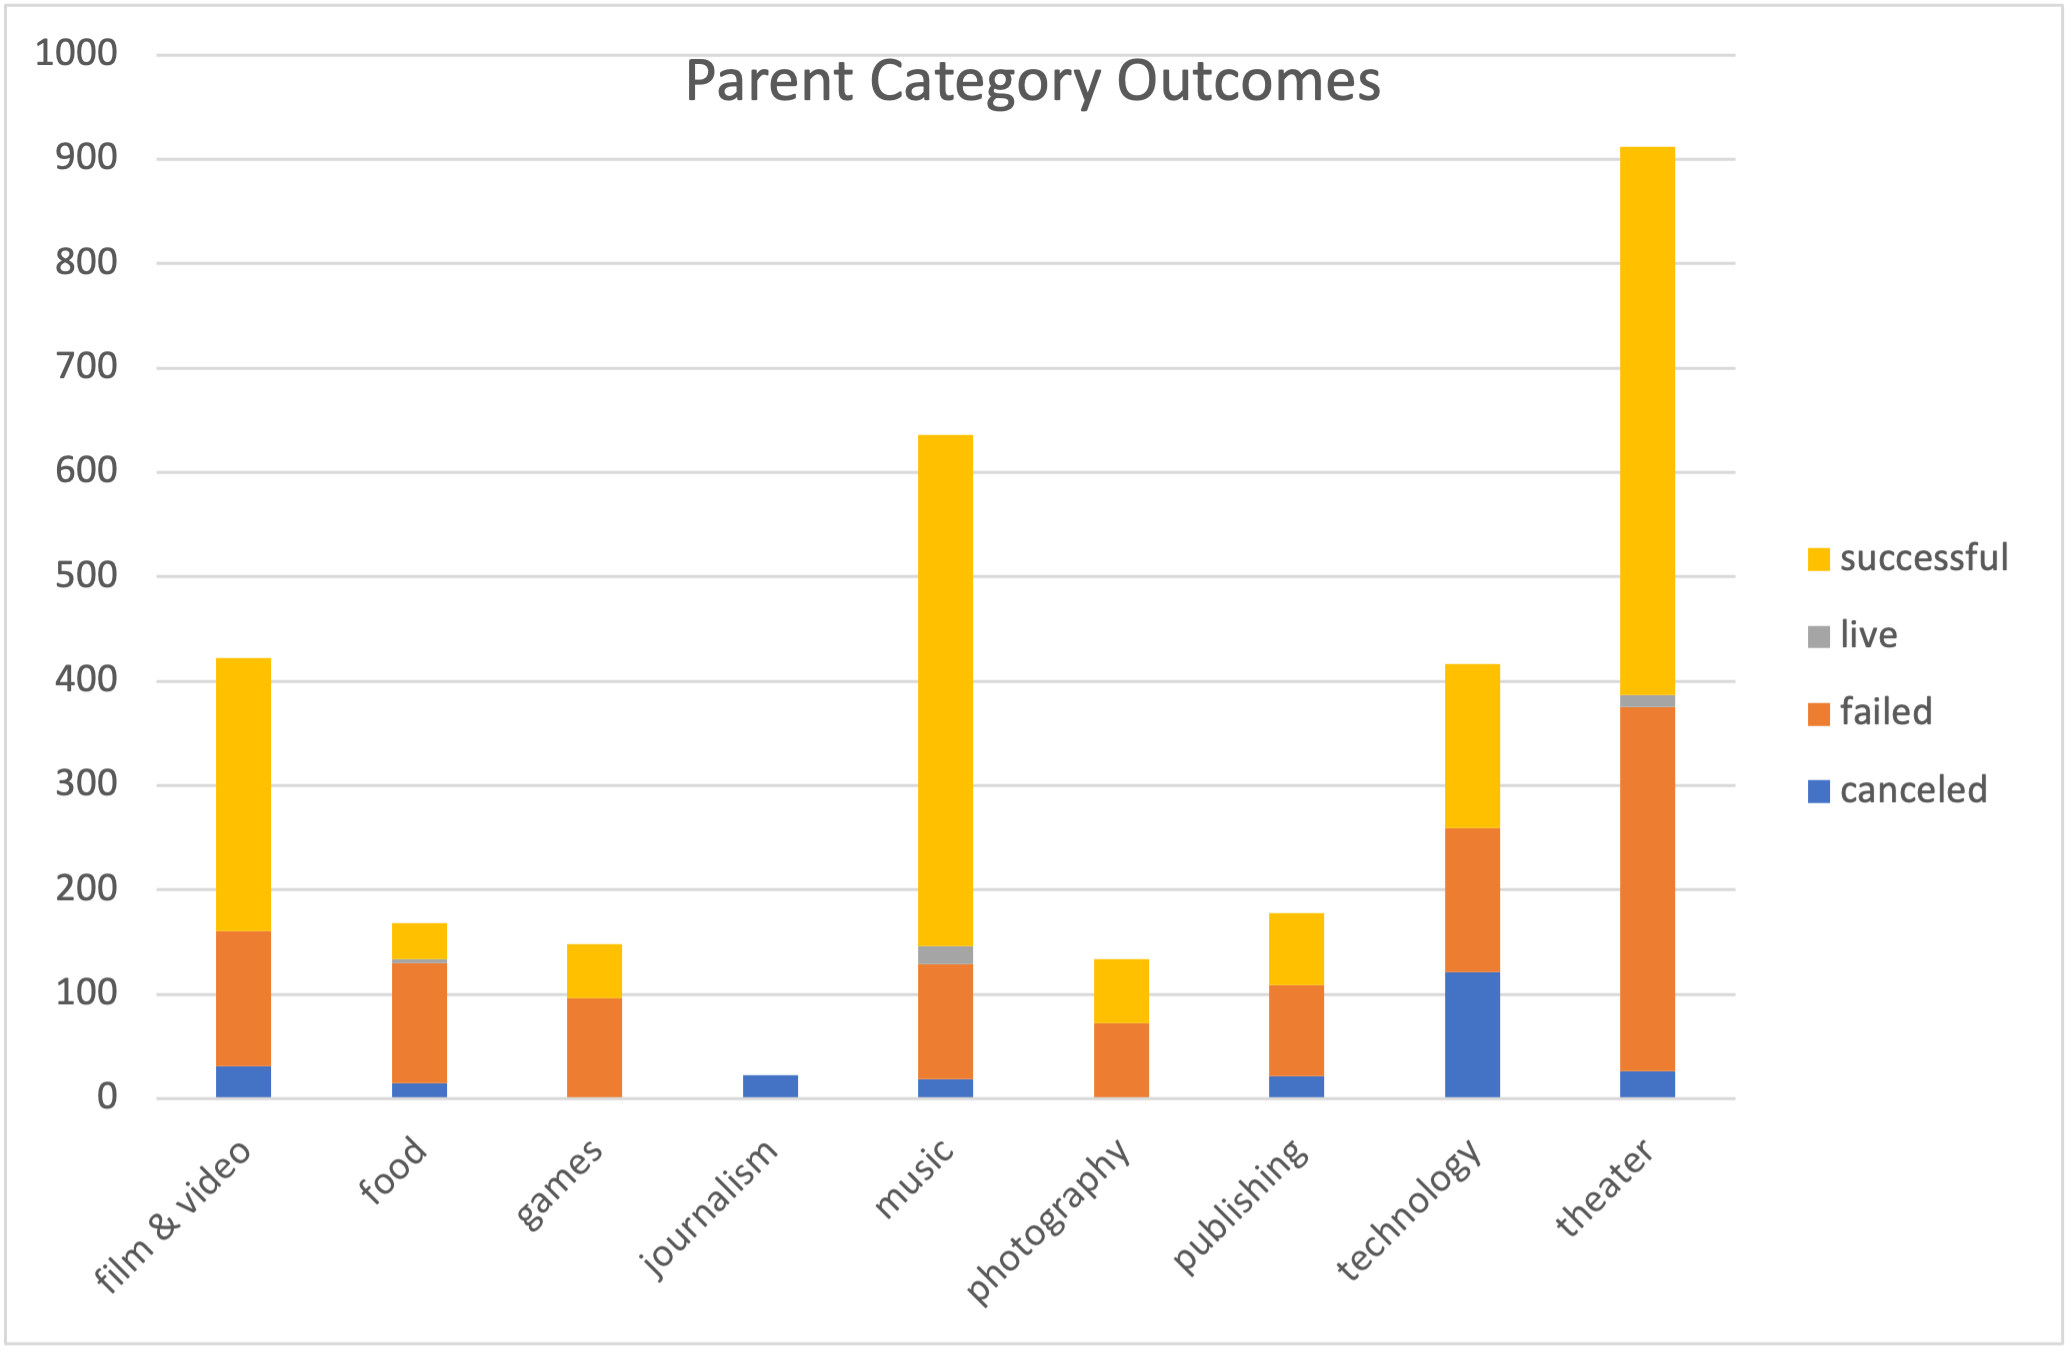 Parent Category Outcomes
1000
900
800
700
600
500
400
300
200
100
0
film & video
food
games
journalism
music
photography
publishing
technology
theater
successful
live
failed
canceled